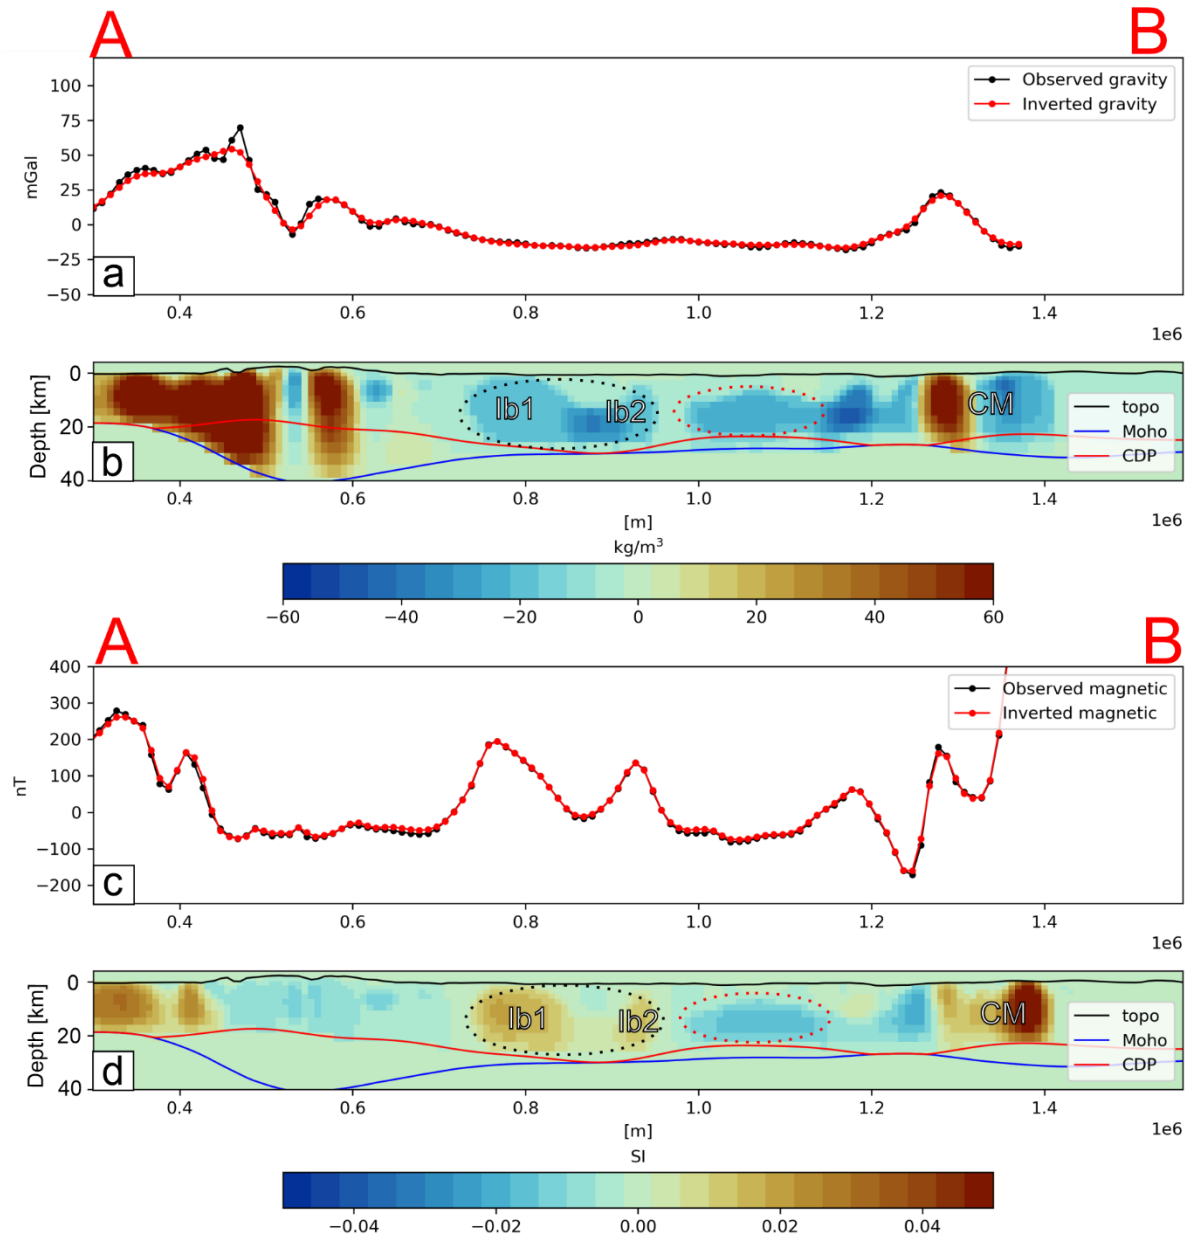 A B
100
75
50
25
0
−25
−50
mGal
Observed gravity
Inverted gravity
a
0.4 0.6 0.8 1.0 1.2 1.4
1e6
0
20
40
Depth [km]
Ib1 Ib2 CM
topo
Moho
CDP
b
0.4 0.6 0.8 1.0 1.2 1.4
[m]
1e6
kg/m³
−60 −40 −20 0 20 40 60
A B
400
300
200
100
0
−100
−200
nT
Observed magnetic
Inverted magnetic
c
0.4 0.6 0.8 1.0 1.2 1.4
1e6
0
20
40
Depth [km]
Ib1 Ib2 CM
topo
Moho
CDP
d
0.4 0.6 0.8 1.0 1.2 1.4
[m]
1e6
SI
−0.04 −0.02 0.00 0.02 0.04